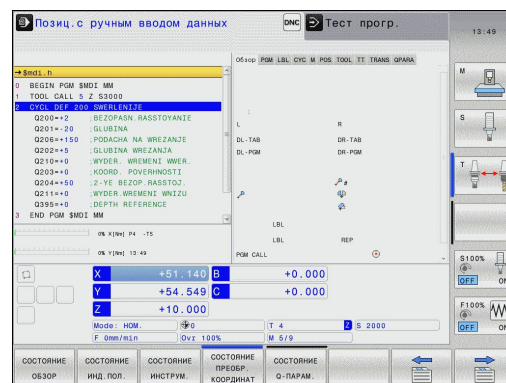 Позиц.с ручным вводом данных
DNC
Тест прогр.
13:49
Обзор PGM LBL CYC M POS TOOL TT TRANS QPARA
→$mdi.h
0 BEGIN PGM $MDI MM
1 TOOL CALL 5 Z S3000
2 CYCL DEF 200 SWERLENIJE
Q200=+2 ;BEZOPASN.RASSTOYANIE
Q201=-20 ;GLUBINA
Q206=+150 ;PODACHA NA WREZANJE
Q202=+5 ;GLUBINA WREZANJA
Q210=+0 ;WYDER. WREMENI WWER.
Q203=+0 ;KOORD. POVERHNOSTI
Q204=+50 ;2-YE BEZOP.RASSTOJ.
Q211=+0 ;WYDER.WREMENI WNIZU
Q395=+0 ;DEPTH REFERENCE
3 END PGM $MDI MM
L R
DL-TAB DR-TAB
DL-PGM DR-PGM
LBL
LBL REP
PGM CALL
0% X[Nm] P4 -T5
0% Y[Nm] 13:49
X +51.140 B +0.000
Y +54.549 C +0.000
Z +10.000
Mode: НОМ. 0 T 4 Z S 2000
F 0mm/min Ovr 100% M 5/9
M
S
T
S100%
OFF ON
F100%
OFF ON
СОСТОЯНИЕ ОБЗОР
СОСТОЯНИЕ ИНД.ПОЛ.
СОСТОЯНИЕ ИНСТРУМ.
СОСТОЯНИЕ ПРЕОБР. КООРДИНАТ
СОСТОЯНИЕ Q-ПАРАМ.